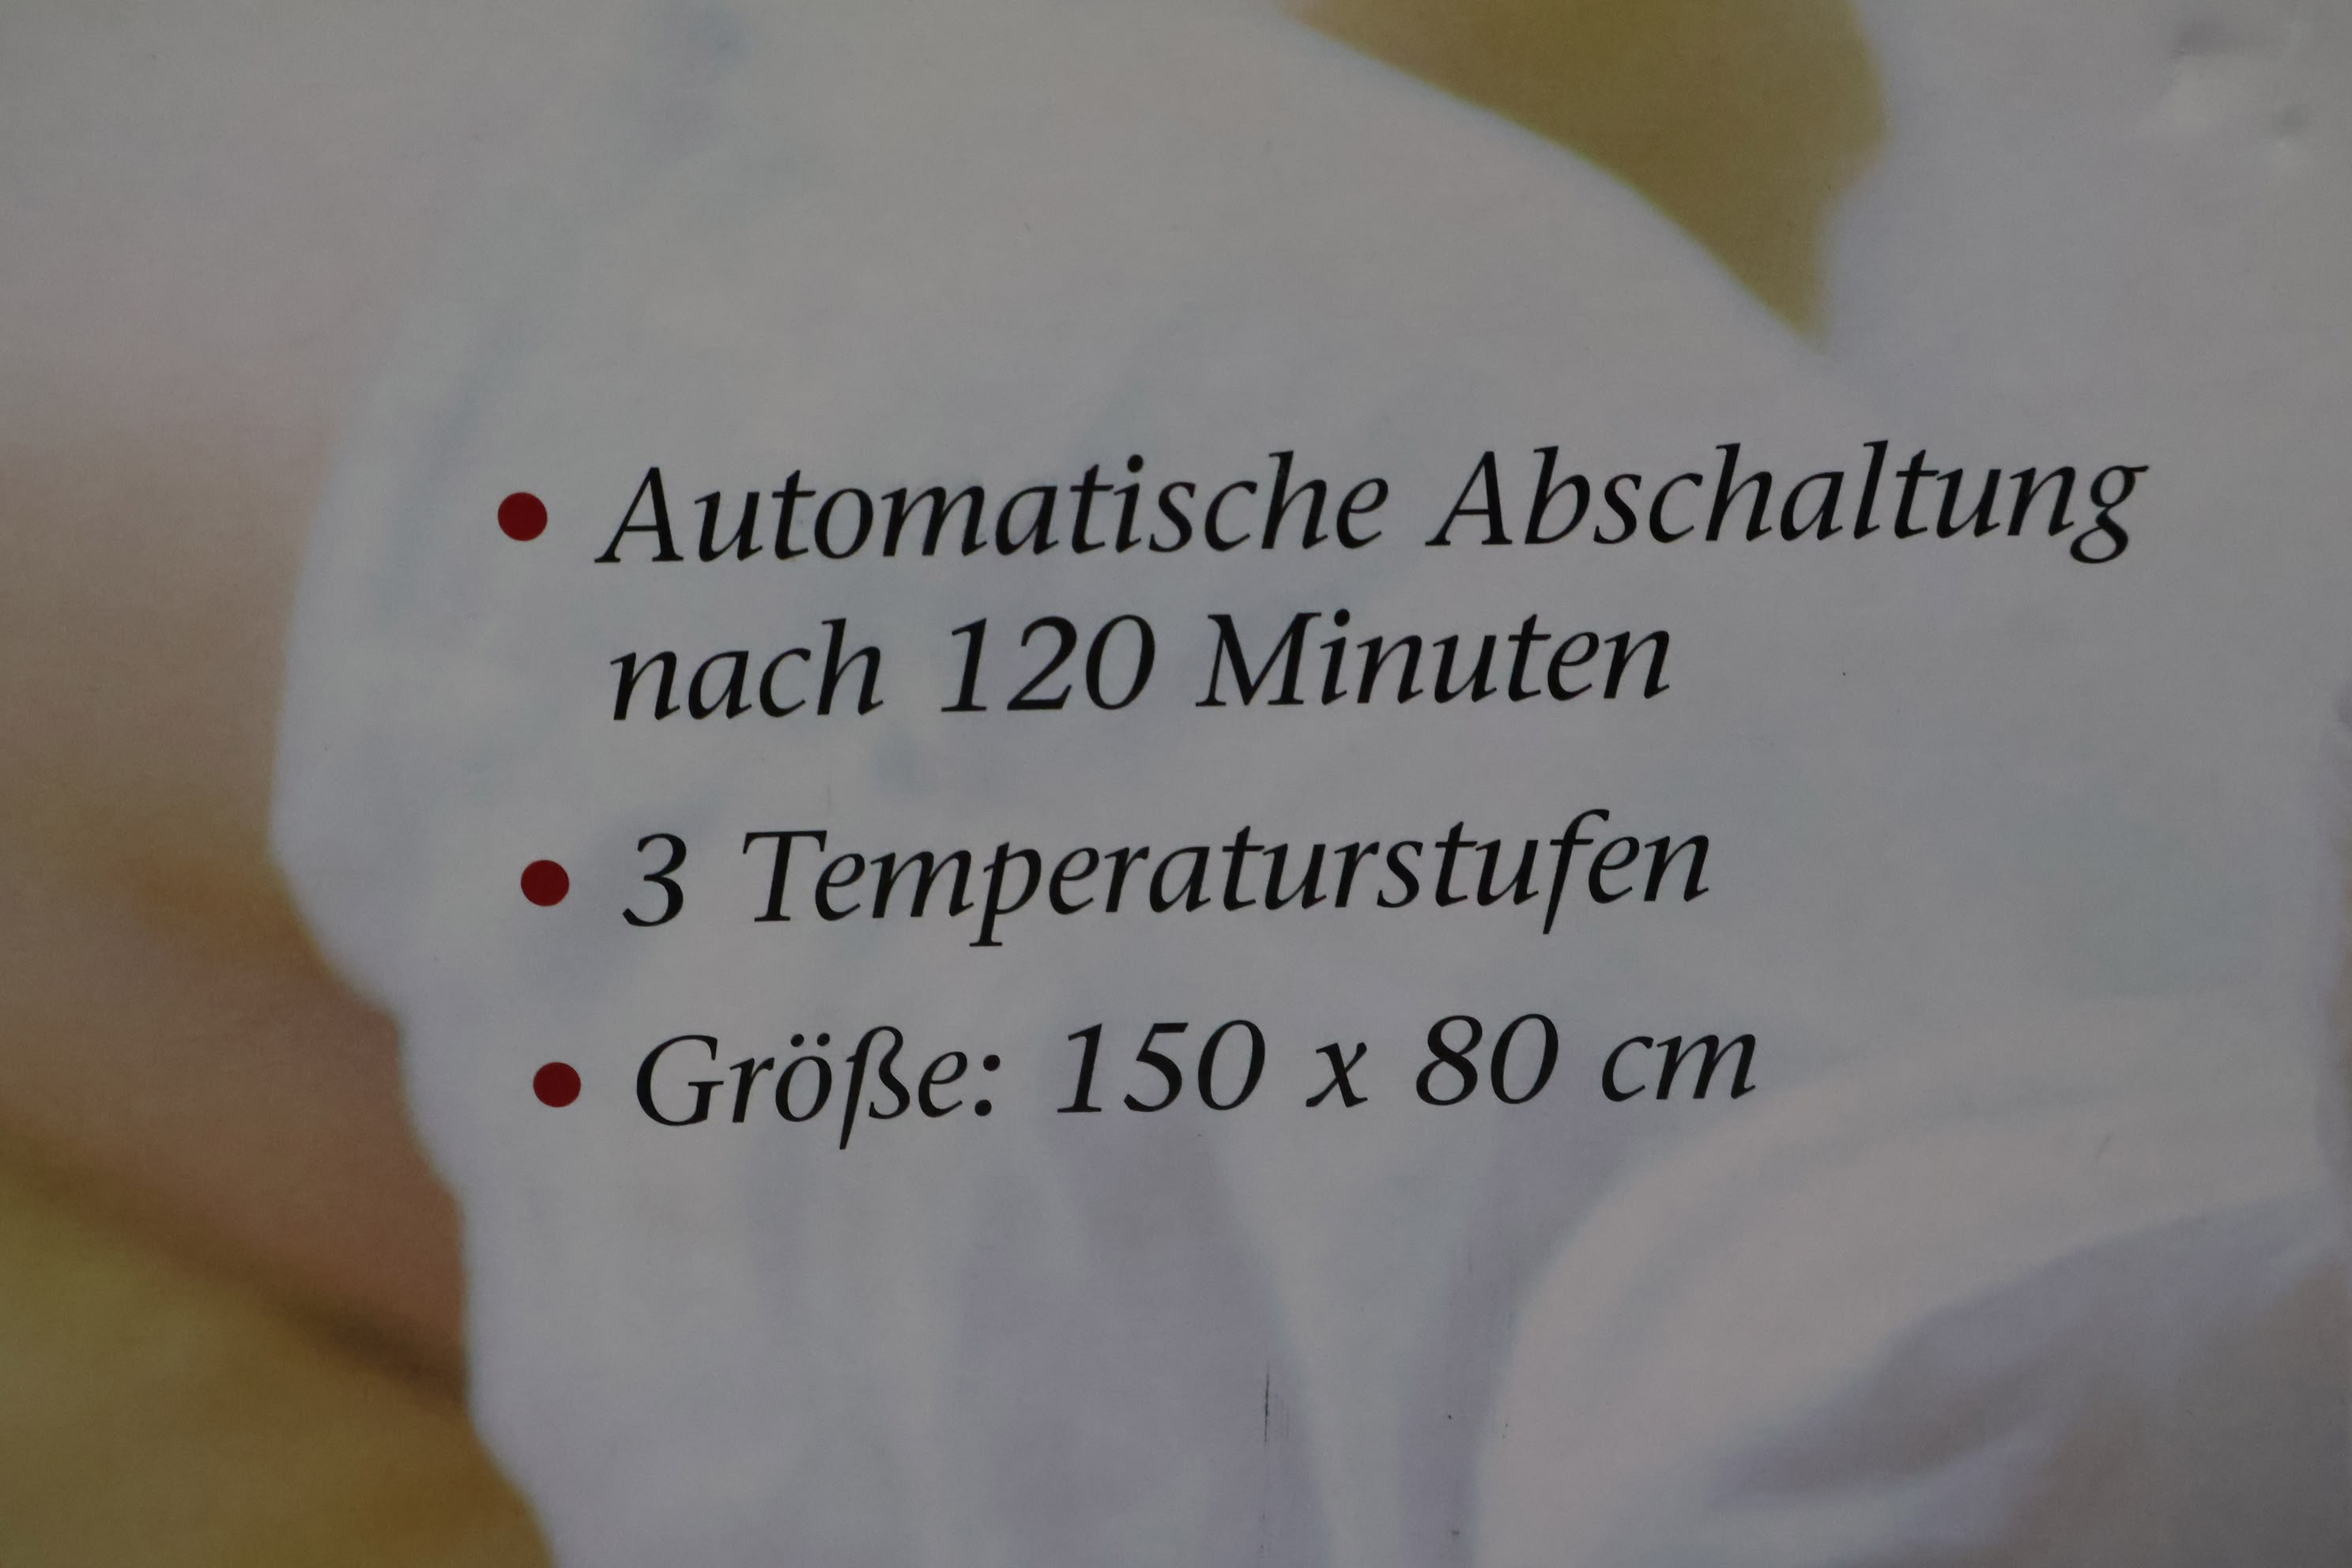 • Automatische Abschaltung
nach 120 Minuten
• 3 Temperaturstufen
• Größe: 150 x 80 cm